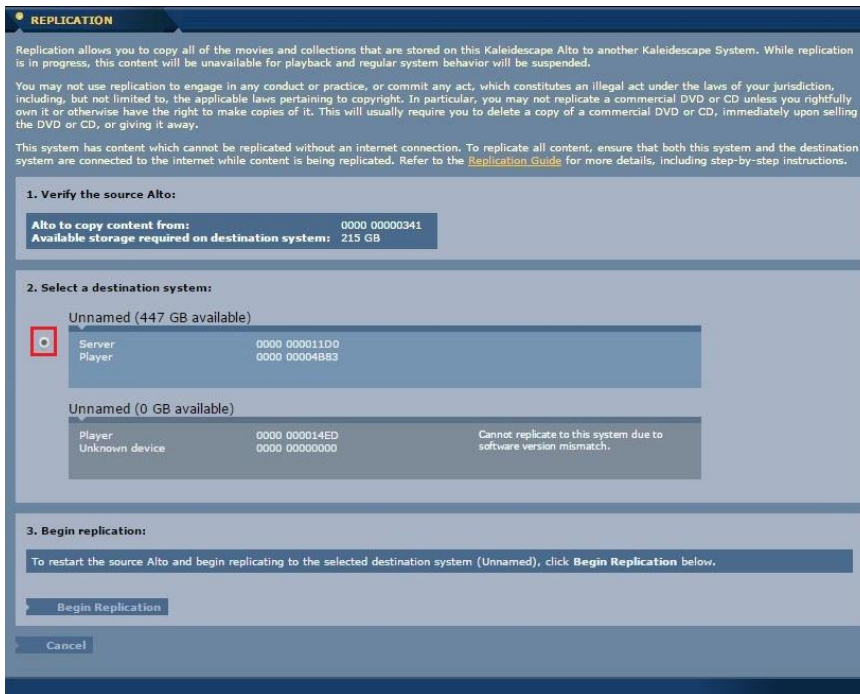 REPLICATION
Replication allows you to copy all of the movies and collections that are stored on this Kaleidescape Alto to another Kaleidescape System. While replication
is in progress, this content will be unavailable for playback and regular system behavior will be suspended.
You may not use replication to engage in any conduct or practice, or commit any act, which constitutes an illegal act under the laws of your jurisdiction,
including, but not limited to, the applicable laws pertaining to copyright. In particular, you may not replicate a commercial DVD or CD unless you rightfully
own it or otherwise have the right to make copies of it. This will usually require you to delete a copy of a commercial DVD or CD, immediately upon selling
the DVD or CD, or giving it away.
This system has content which cannot be replicated without an internet connection. To replicate all content, ensure that both this system and the destination
system are connected to the internet while content is being replicated. Refer to the Replication Guide for more details, including step-by-step instructions.
1. Verify the source Alto:
Alto to copy content from: 0000 00000341
Available storage required on destination system: 215 GB
2. Select a destination system:
Unnamed (447 GB available)
Server 0000 000011D0
Player 0000 00004B83
Unnamed (0 GB available)
Player 0000 000014ED Cannot replicate to this system due to
Unknown device 0000 00000000 software version mismatch.
3. Begin replication:
To restart the source Alto and begin replicating to the selected destination system (Unnamed), click Begin Replication below.
Begin Replication
Cancel